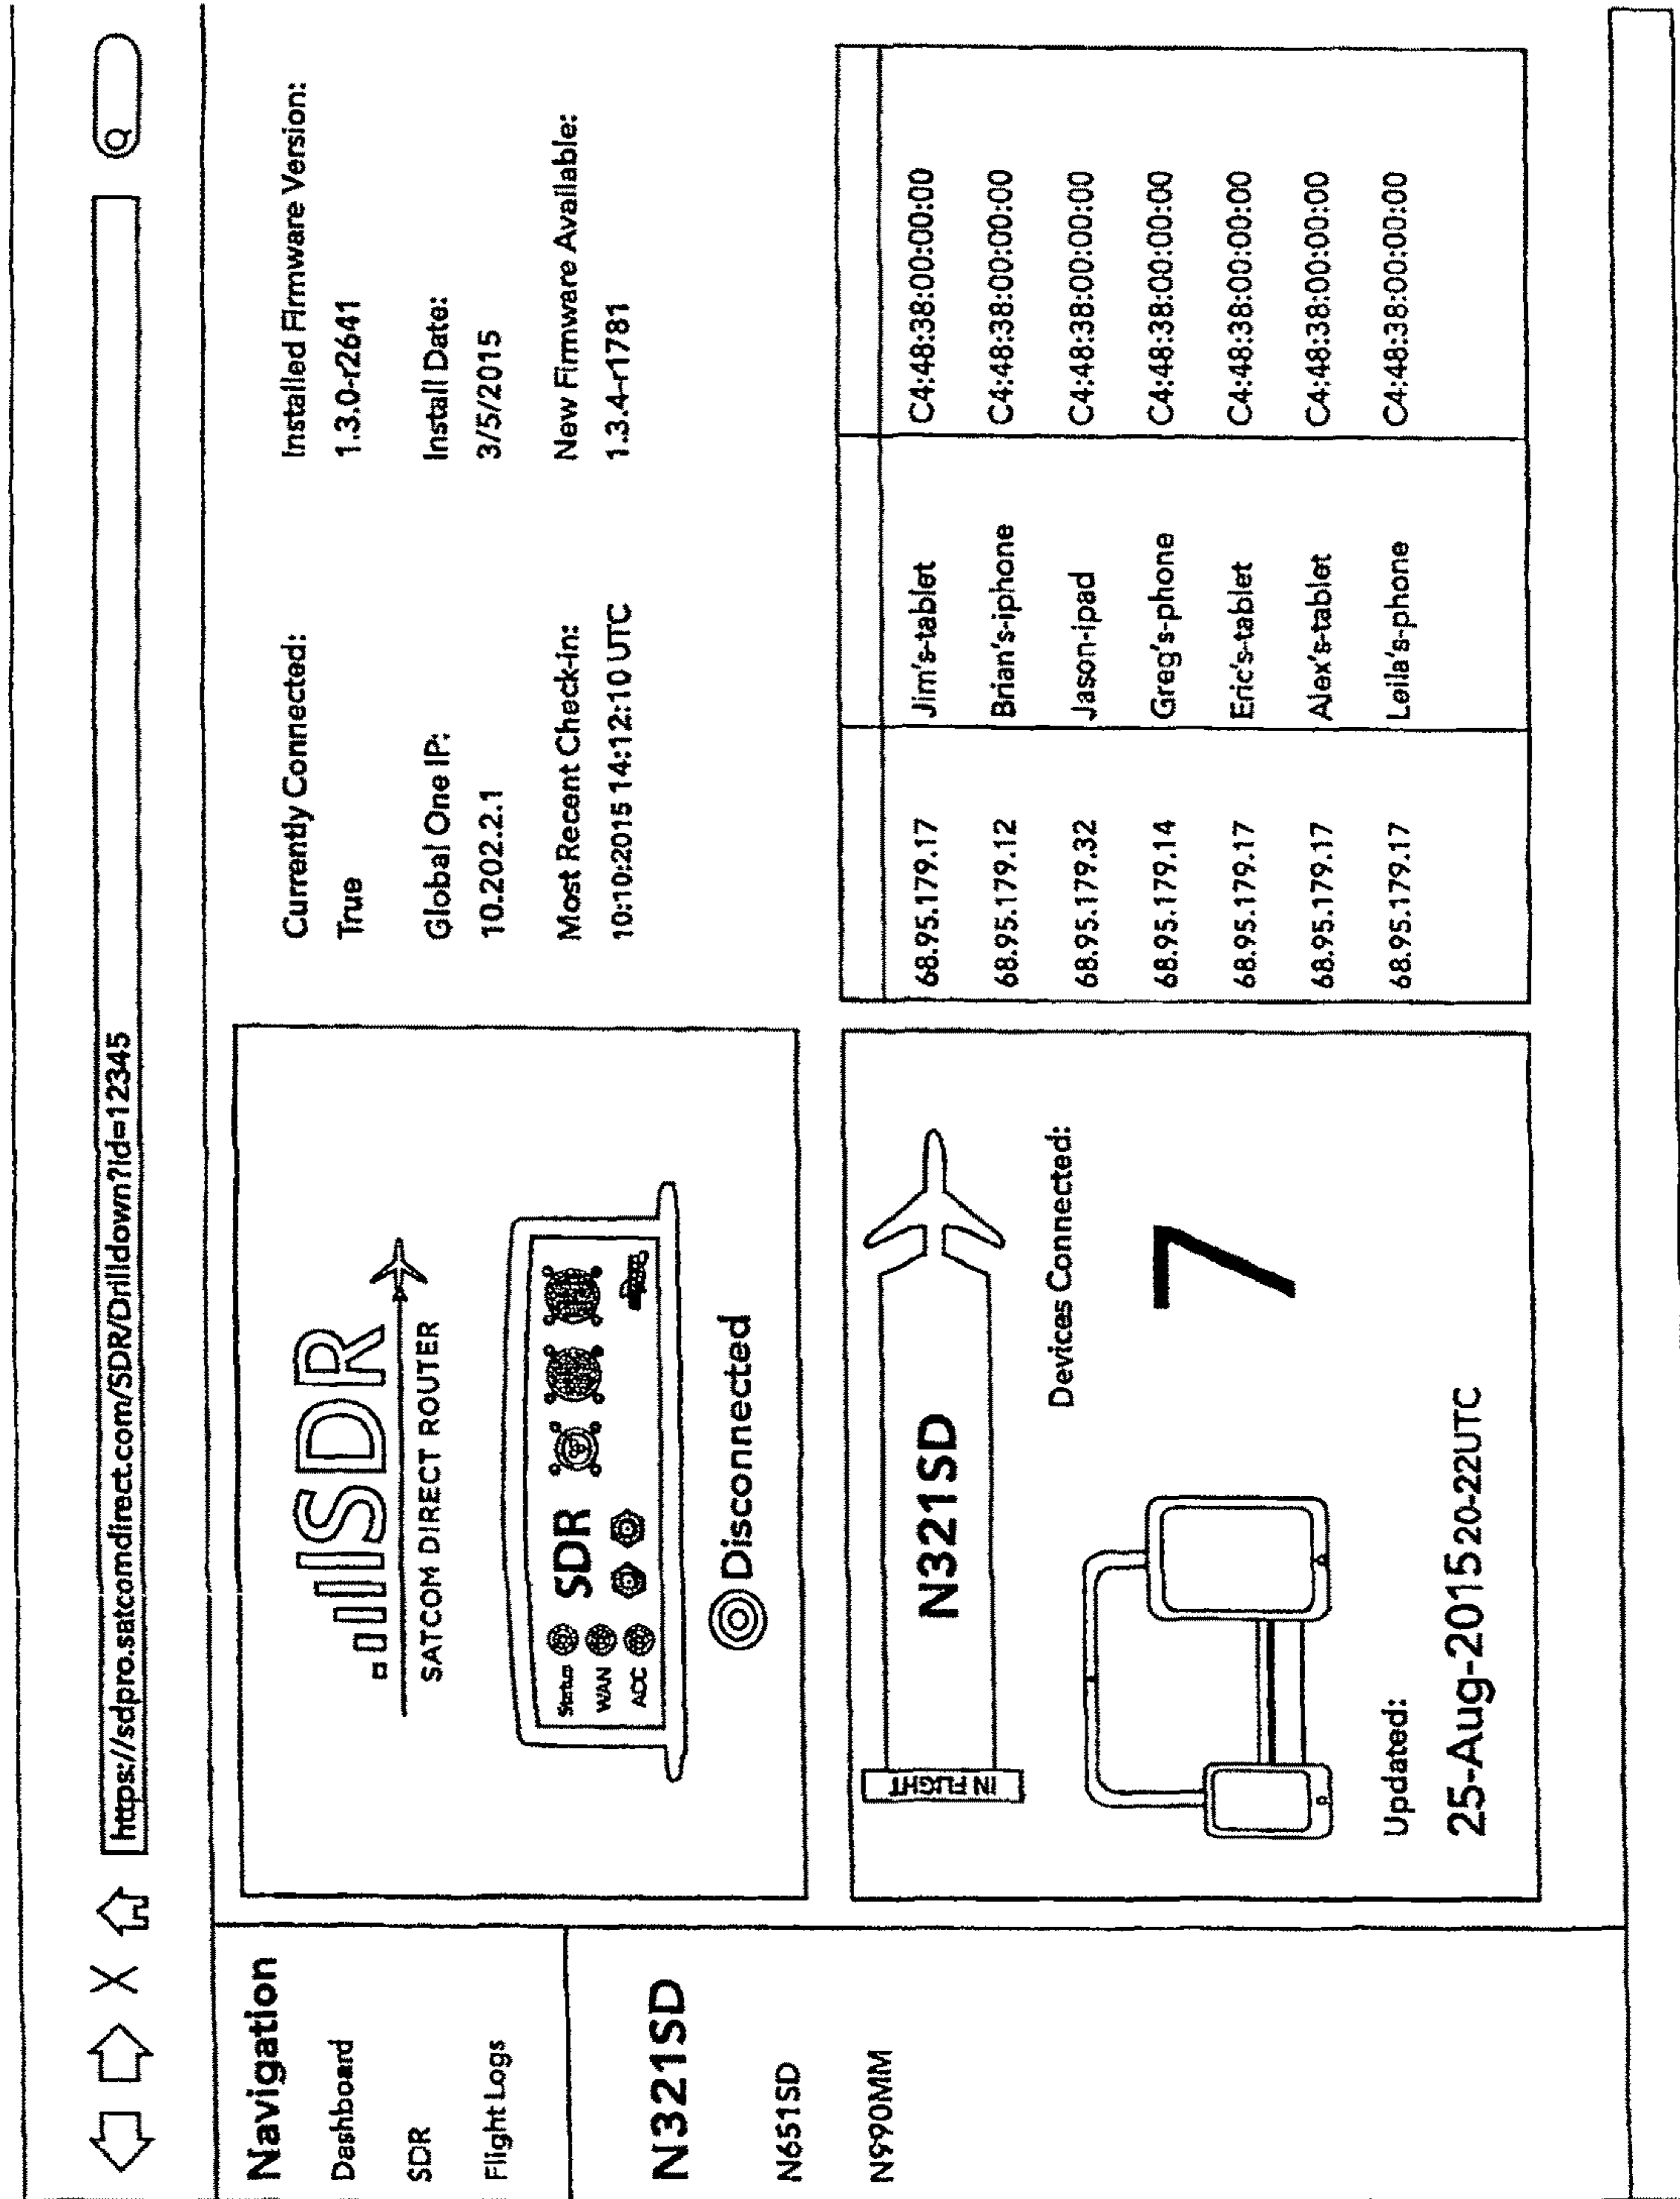 https://sdpro.satcomdirect.com/SDR/Drilldown?id=12345
Navigation
Dashboard
SDR
Flight Logs
N321SD
N651SD
N990MM
SDR
SATCOM DIRECT ROUTER
Status
WAN
ACC
SDR
Disconnected
Currently Connected:
True
Global One IP:
10.202.2.1
Most Recent Check-in:
10:10:2015 14:12:10 UTC
Installed Firmware Version:
1.3.0-r2641
Install Date:
3/5/2015
New Firmware Available:
1.3.4-r1781
IN FLIGHT
N321SD
Devices Connected:
7
Updated:
25-Aug-2015 20-22UTC
68.95.179.17 Jim's-tablet C4:48:38:00:00:00
68.95.179.12 Brian's-iphone C4:48:38:00:00:00
68.95.179.32 Jason-ipad C4:48:38:00:00:00
68.95.179.14 Greg's-phone C4:48:38:00:00:00
68.95.179.17 Eric's-tablet C4:48:38:00:00:00
68.95.179.17 Alex's-tablet C4:48:38:00:00:00
68.95.179.17 Leila's-phone C4:48:38:00:00:00